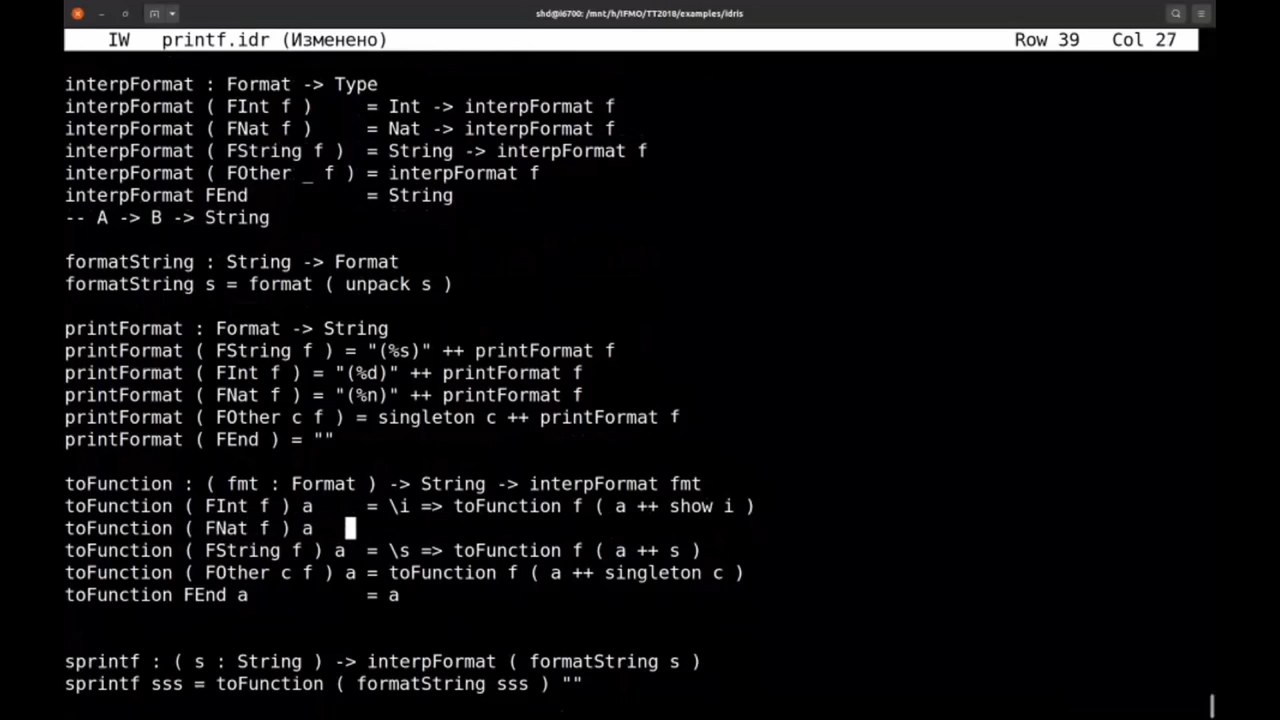 shd@i6700: /mnt/h/IFMO/TT2018/examples/idris
IW printf.idr (Изменено) Row 39 Col 27
interpFormat : Format -> Type
interpFormat ( FInt f ) = Int -> interpFormat f
interpFormat ( FNat f ) = Nat -> interpFormat f
interpFormat ( FString f ) = String -> interpFormat f
interpFormat ( FOther _ f ) = interpFormat f
interpFormat FEnd = String
-- A -> B -> String
formatString : String -> Format
formatString s = format ( unpack s )
printFormat : Format -> String
printFormat ( FString f ) = "(%s)" ++ printFormat f
printFormat ( FInt f ) = "(%d)" ++ printFormat f
printFormat ( FNat f ) = "(%n)" ++ printFormat f
printFormat ( FOther c f ) = singleton c ++ printFormat f
printFormat ( FEnd ) = ""
toFunction : ( fmt : Format ) -> String -> interpFormat fmt
toFunction ( FInt f ) a = \i => toFunction f ( a ++ show i )
toFunction ( FNat f ) a
toFunction ( FString f ) a = \s => toFunction f ( a ++ s )
toFunction ( FOther c f ) a = toFunction f ( a ++ singleton c )
toFunction FEnd a = a
sprintf : ( s : String ) -> interpFormat ( formatString s )
sprintf sss = toFunction ( formatString sss ) ""